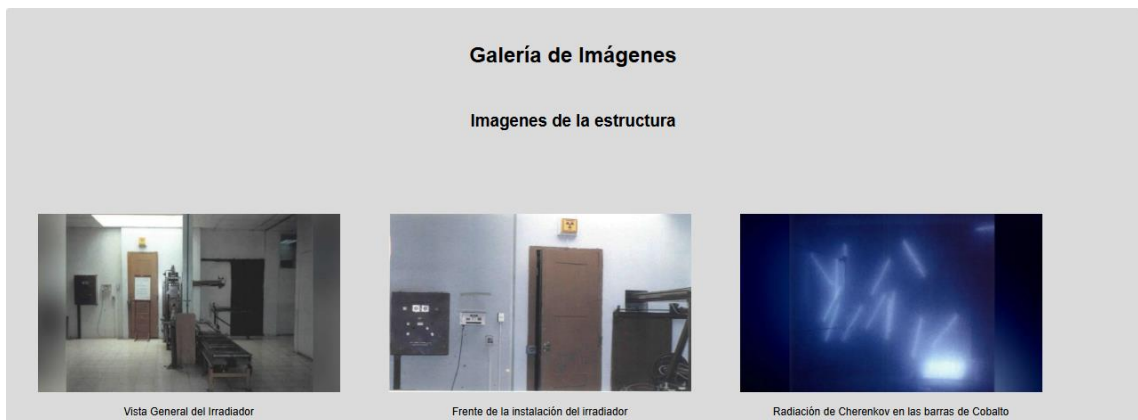 Galería de Imágenes
Imagenes de la estructura
Vista General del Irradiador
Frente de la instalación del irradiador
Radiación de Cherenkov en las barras de Cobalto